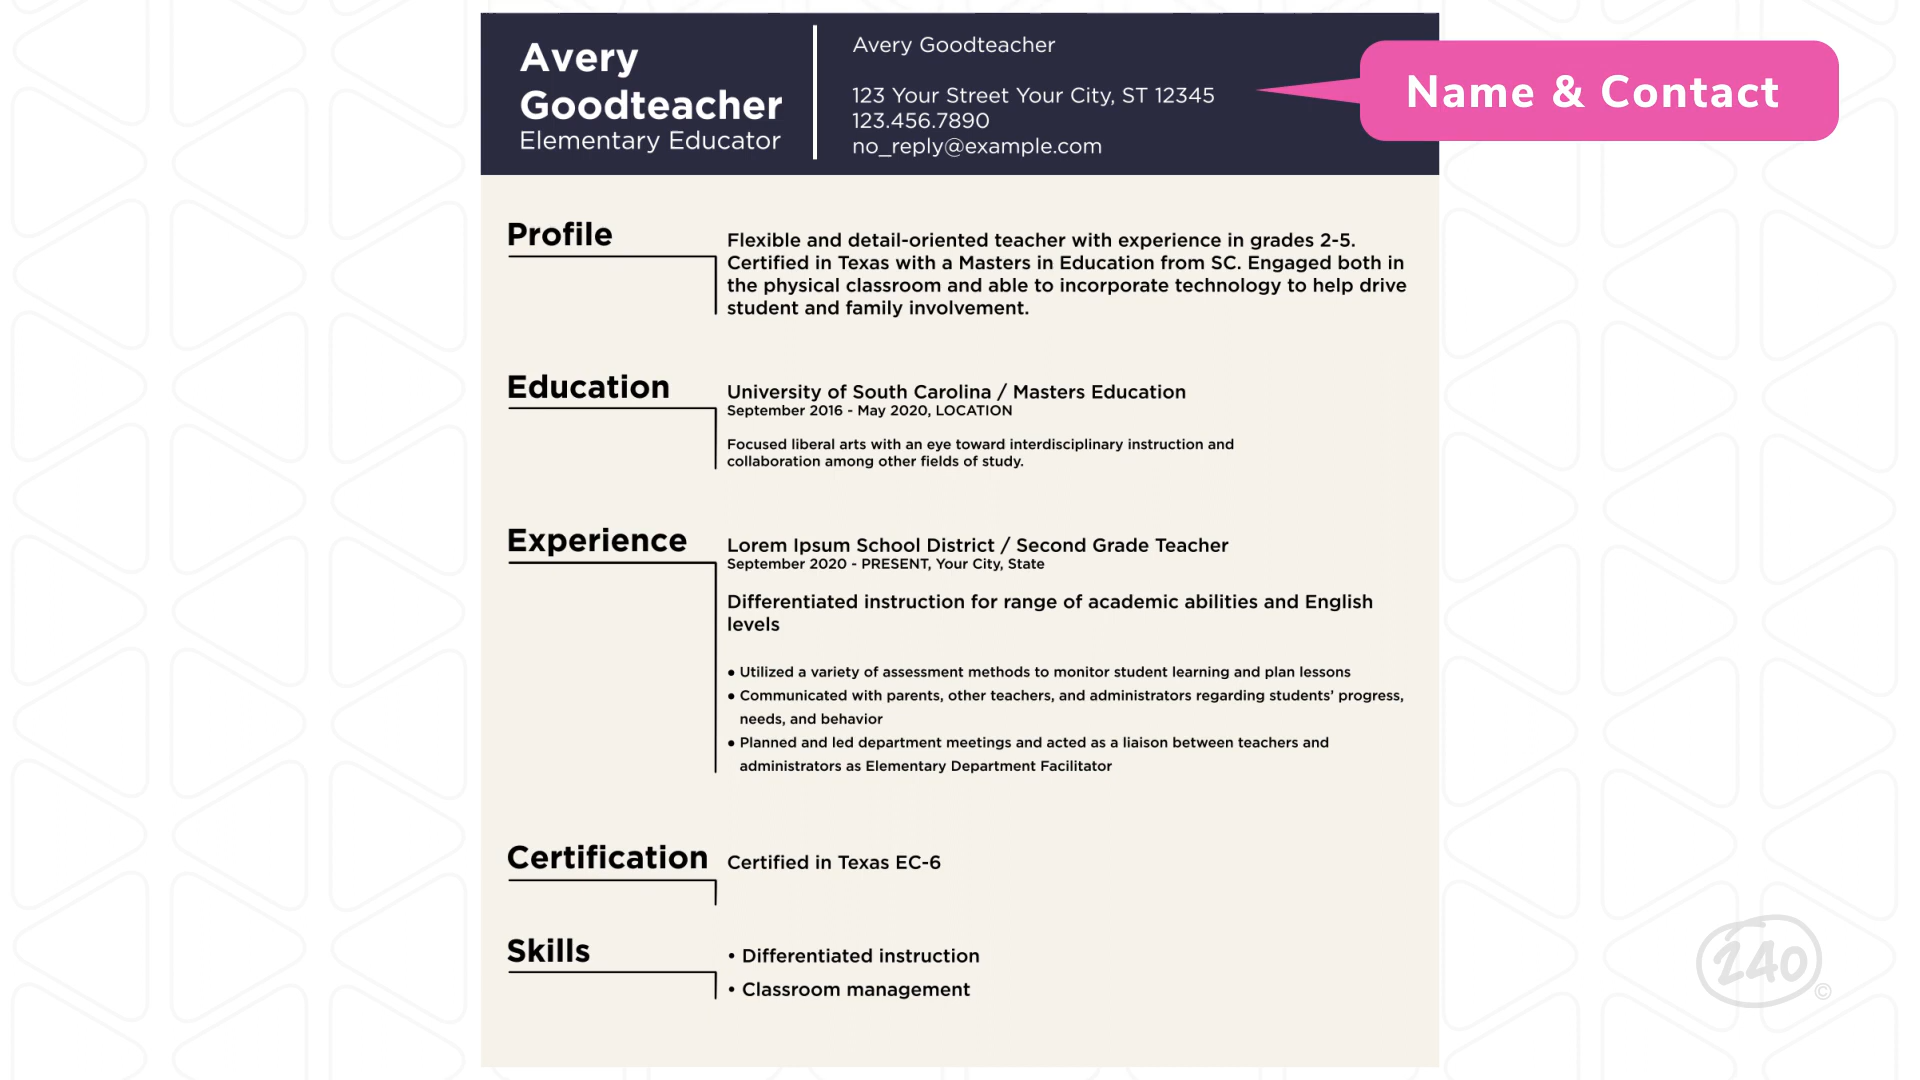 Avery
Goodteacher
Elementary Educator
Avery Goodteacher
123 Your Street Your City, ST 12345
123.456.7890
no_reply@example.com
Name & Contact
Profile
Flexible and detail-oriented teacher with experience in grades 2-5.
Certified in Texas with a Masters in Education from SC. Engaged both in
the physical classroom and able to incorporate technology to help drive
student and family involvement.
Education
University of South Carolina / Masters Education
September 2016 - May 2020, LOCATION
Focused liberal arts with an eye toward interdisciplinary instruction and
collaboration among other fields of study.
Experience
Lorem Ipsum School District / Second Grade Teacher
September 2020 - PRESENT, Your City, State
Differentiated instruction for range of academic abilities and English
levels
● Utilized a variety of assessment methods to monitor student learning and plan lessons
● Communicated with parents, other teachers, and administrators regarding students’ progress,
needs, and behavior
● Planned and led department meetings and acted as a liaison between teachers and
administrators as Elementary Department Facilitator
Certification
Certified in Texas EC-6
Skills
• Differentiated instruction
• Classroom management
240
©